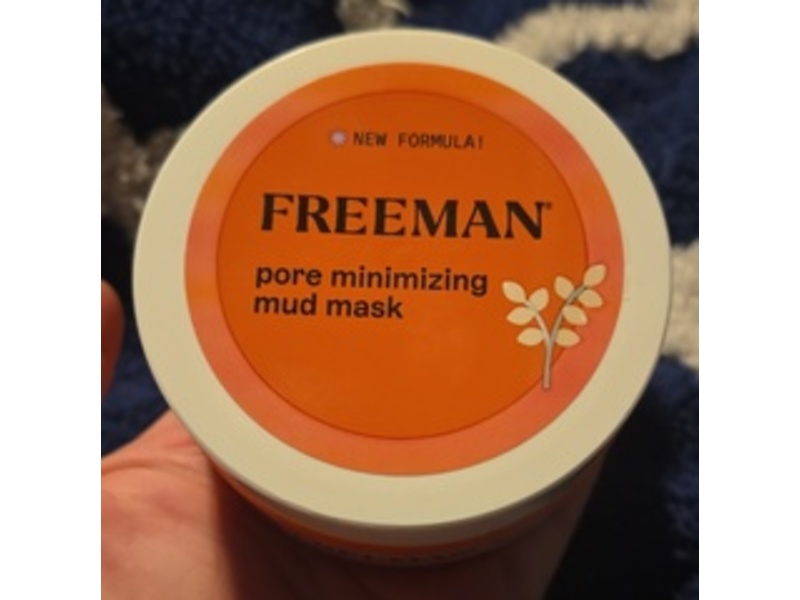 NEW FORMULA!
FREEMAN®
pore minimizing
mud mask